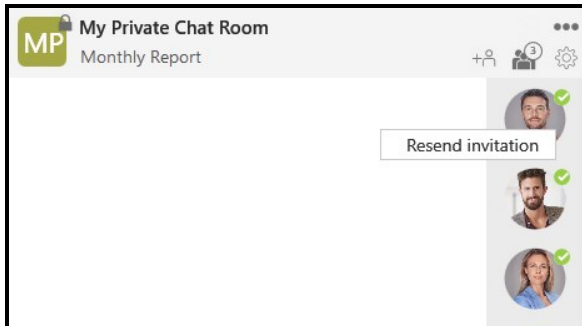 MP
My Private Chat Room
Monthly Report
3
Resend invitation